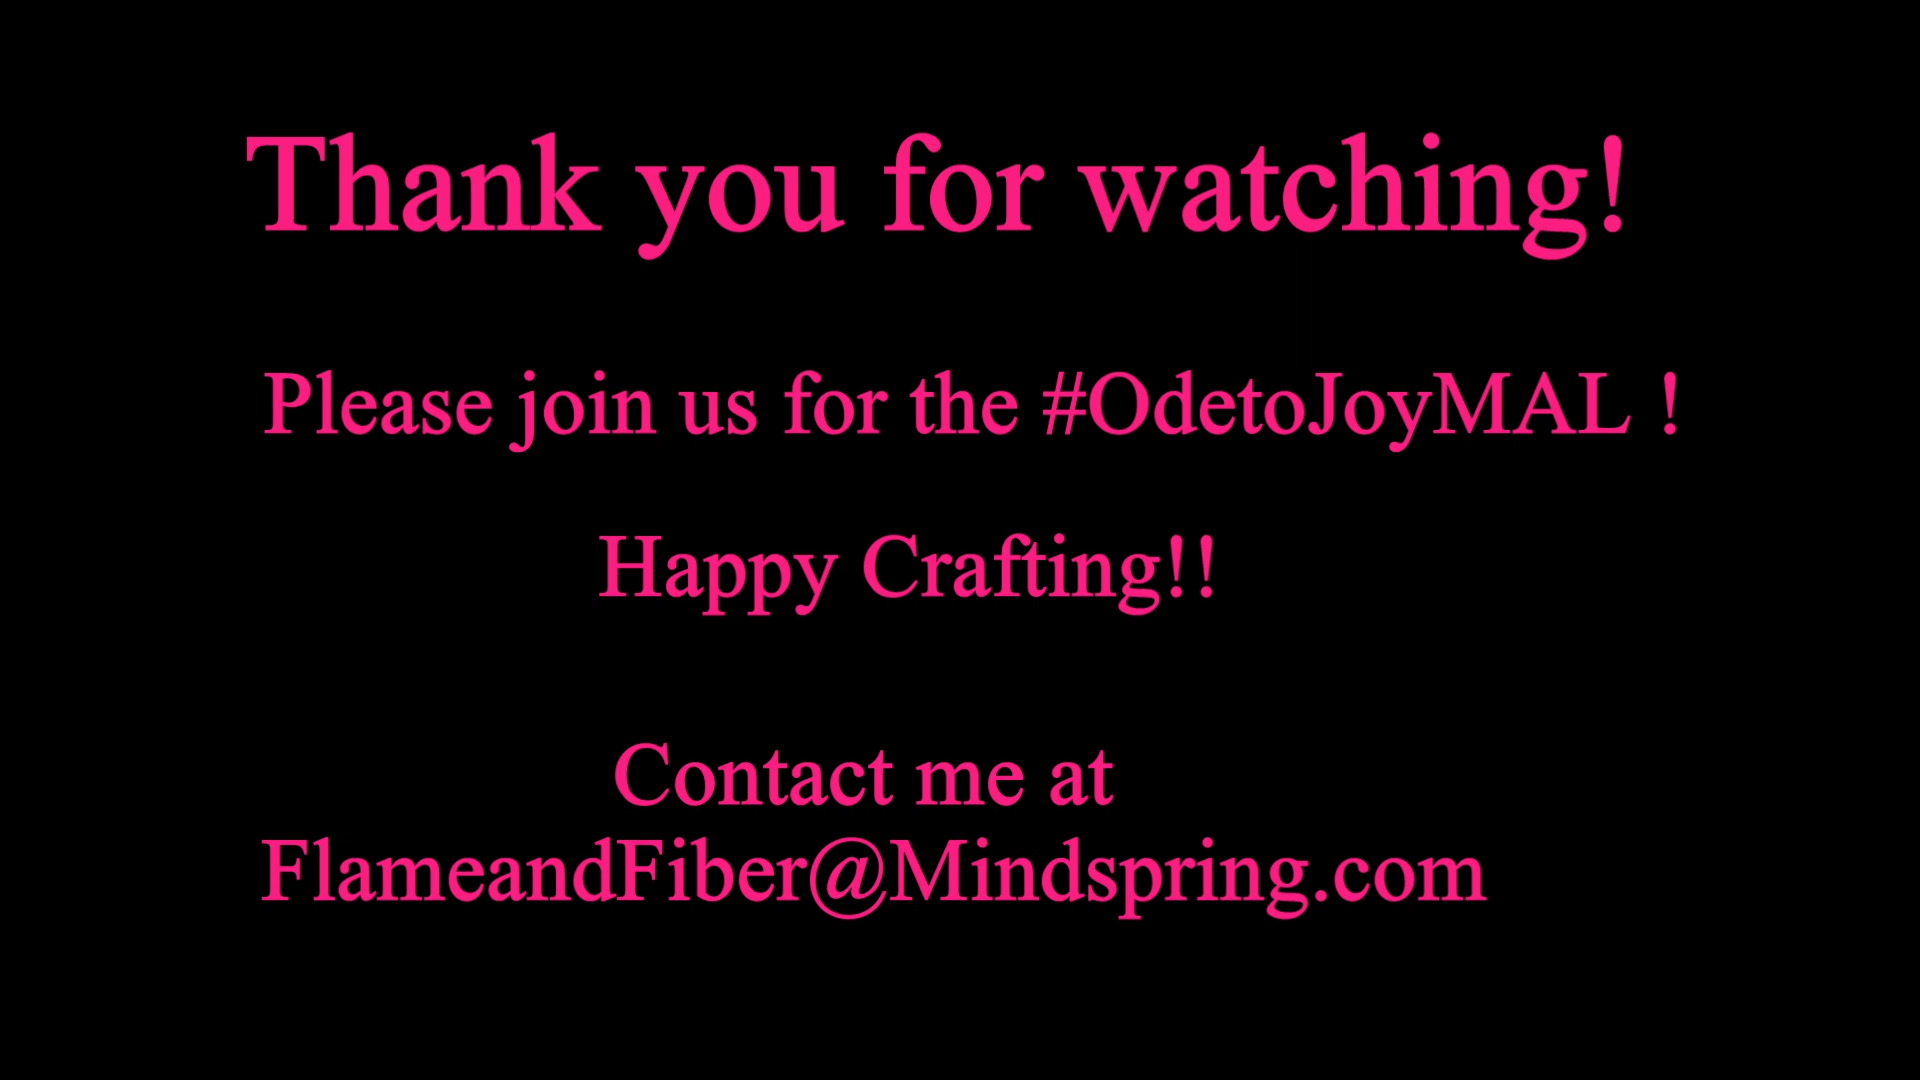 Thank you for watching!
Please join us for the #OdetoJoyMAL !
Happy Crafting!!
Contact me at
FlameandFiber@Mindspring.com